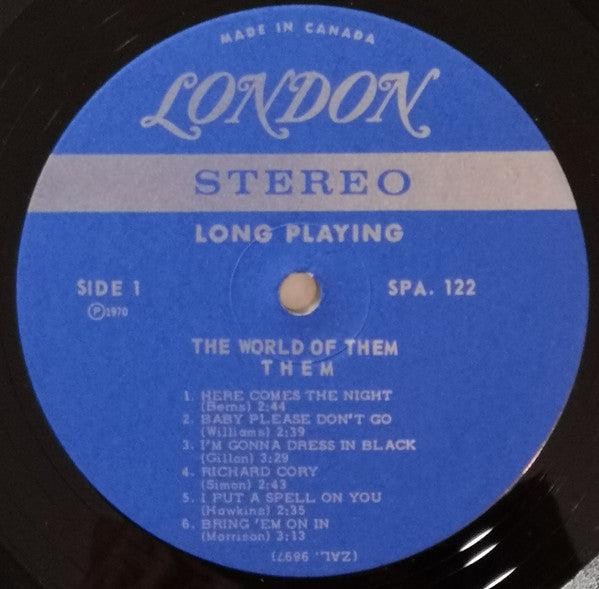 MADE IN CANADA
LONDON
STEREO
LONG PLAYING
SIDE 1 SPA. 122
Ⓟ1970
THE WORLD OF THEM
THEM
1. HERE COMES THE NIGHT
(Berns) 2:44
2. BABY PLEASE DON'T GO
(Williams) 2:39
3. I'M GONNA DRESS IN BLACK
(Gillon) 3:29
4. RICHARD CORY
(Simon) 2:43
5. I PUT A SPELL ON YOU
(Hawkins) 2:35
6. BRING 'EM ON IN
(Morrison) 3:13
(ZAL. 9897)